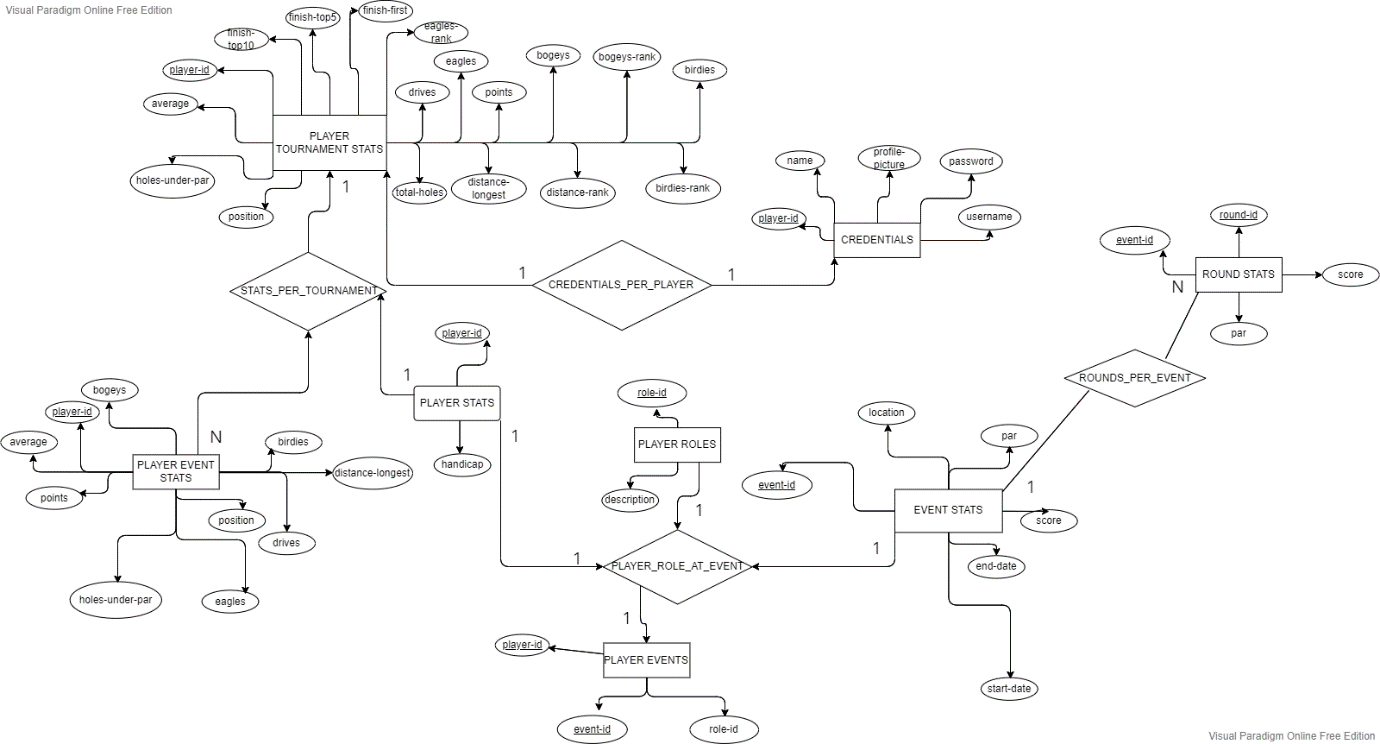 Visual Paradigm Online Free Edition
finish-first
finish-top5
eagles-
rank
finish-
top10
bogeys
bogeys-rank
eagles
player-id
birdies
drives
points
average
PLAYER
TOURNAMENT STATS
name
profile-
picture
password
holes-under-par
1
total-holes
distance-
longest
distance-rank
birdies-rank
position
player-id
username
round-id
CREDENTIALS
event-id
1
1
CREDENTIALS_PER_PLAYER
ROUND STATS
score
STATS_PER_TOURNAMENT
N
player-id
par
1
ROUNDS_PER_EVENT
bogeys
role-id
PLAYER STATS
player-id
location
N
1
par
average
birdies
PLAYER ROLES
PLAYER EVENT
STATS
handicap
distance-longest
event-id
1
points
description
position
1
EVENT STATS
score
drives
1
1
PLAYER_ROLE_AT_EVENT
end-date
holes-under-par
eagles
1
player-id
PLAYER EVENTS
start-date
event-id
role-id
Visual Paradigm Online Free Edition